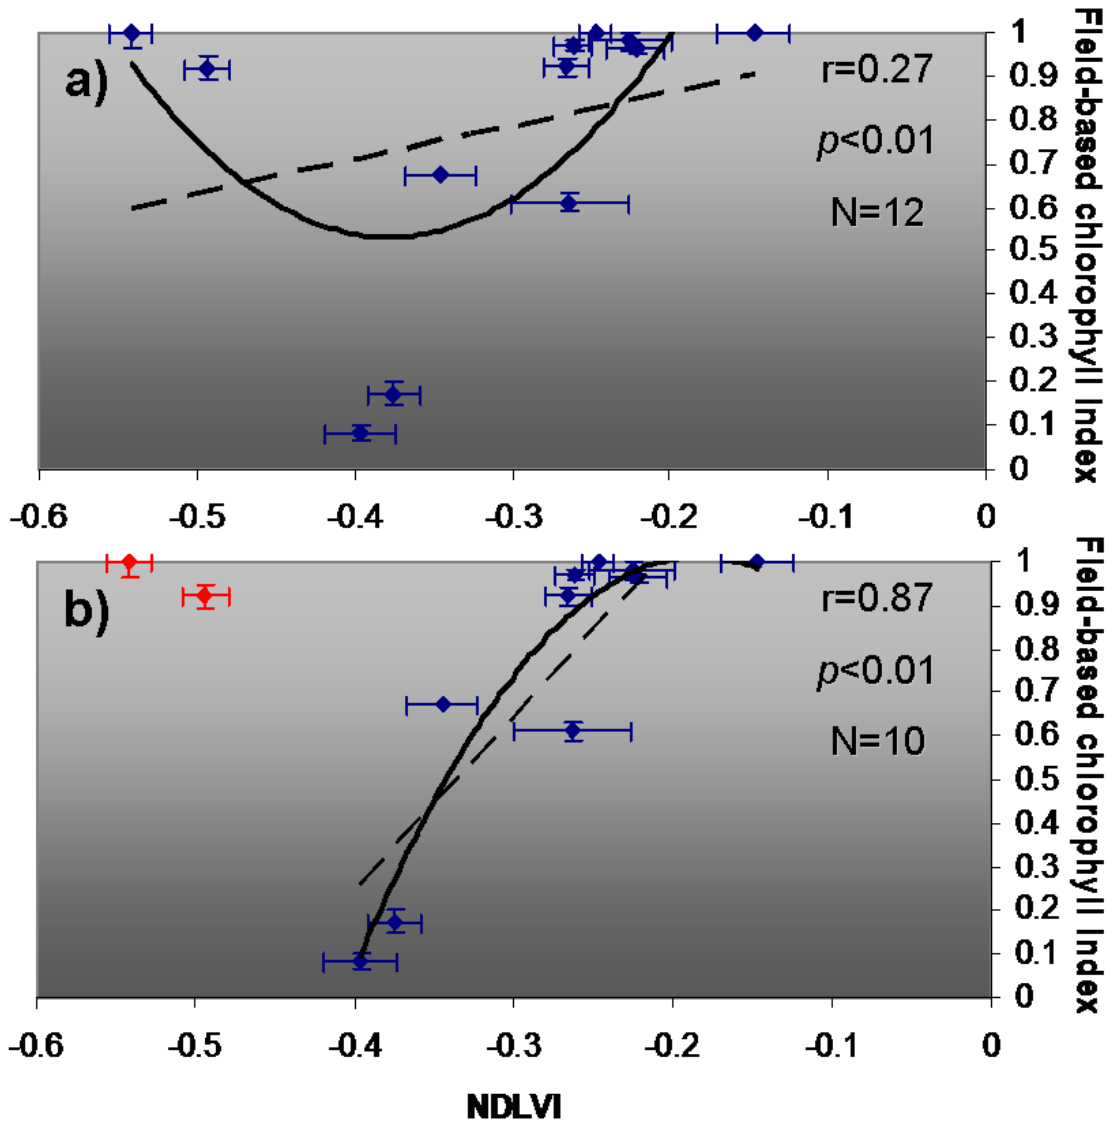 a)
r=0.27
p<0.01
N=12
1
0.9
0.8
0.7
0.6
0.5
0.4
0.3
0.2
0.1
0
Field-based chlorophyll Index
-0.6 -0.5 -0.4 -0.3 -0.2 -0.1 0
b)
r=0.87
p<0.01
N=10
1
0.9
0.8
0.7
0.6
0.5
0.4
0.3
0.2
0.1
0
Field-based chlorophyll Index
-0.6 -0.5 -0.4 -0.3 -0.2 -0.1 0
NDLVI